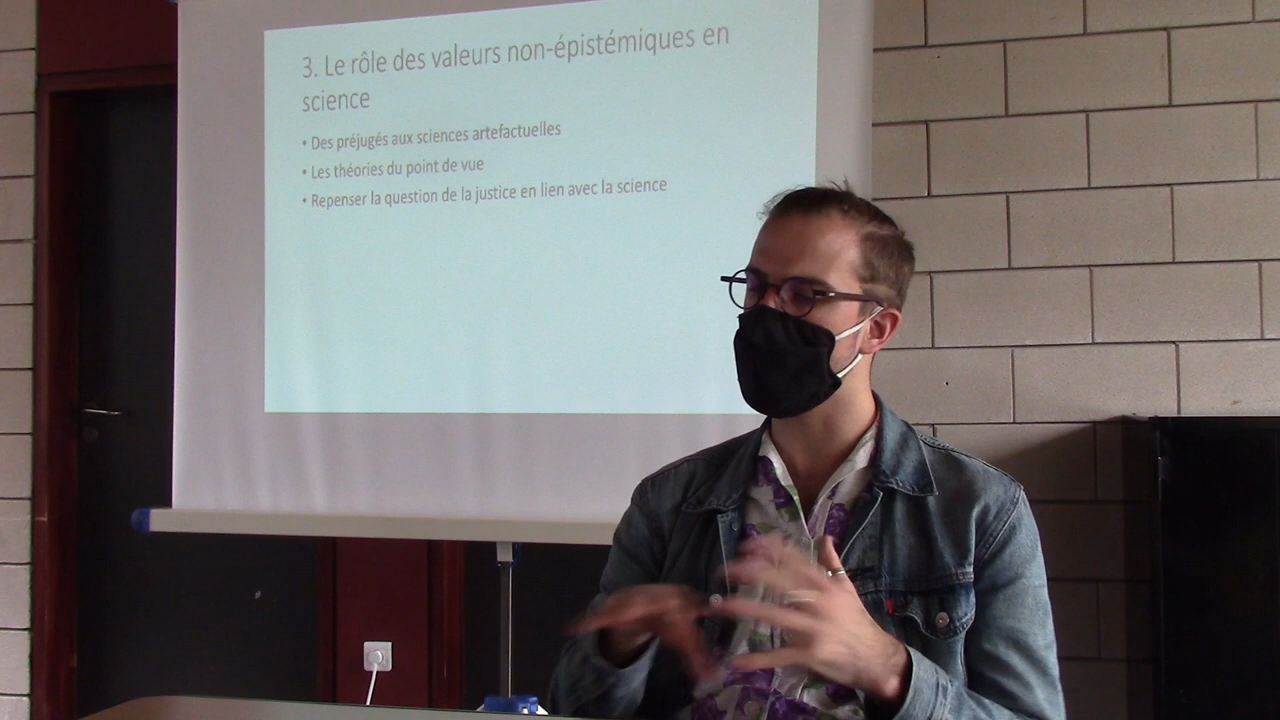 3. Le rôle des valeurs non-épistémiques en
science
• Des préjugés aux sciences artefactuelles
• Les théories du point de vue
• Repenser la question de la justice en lien avec la science